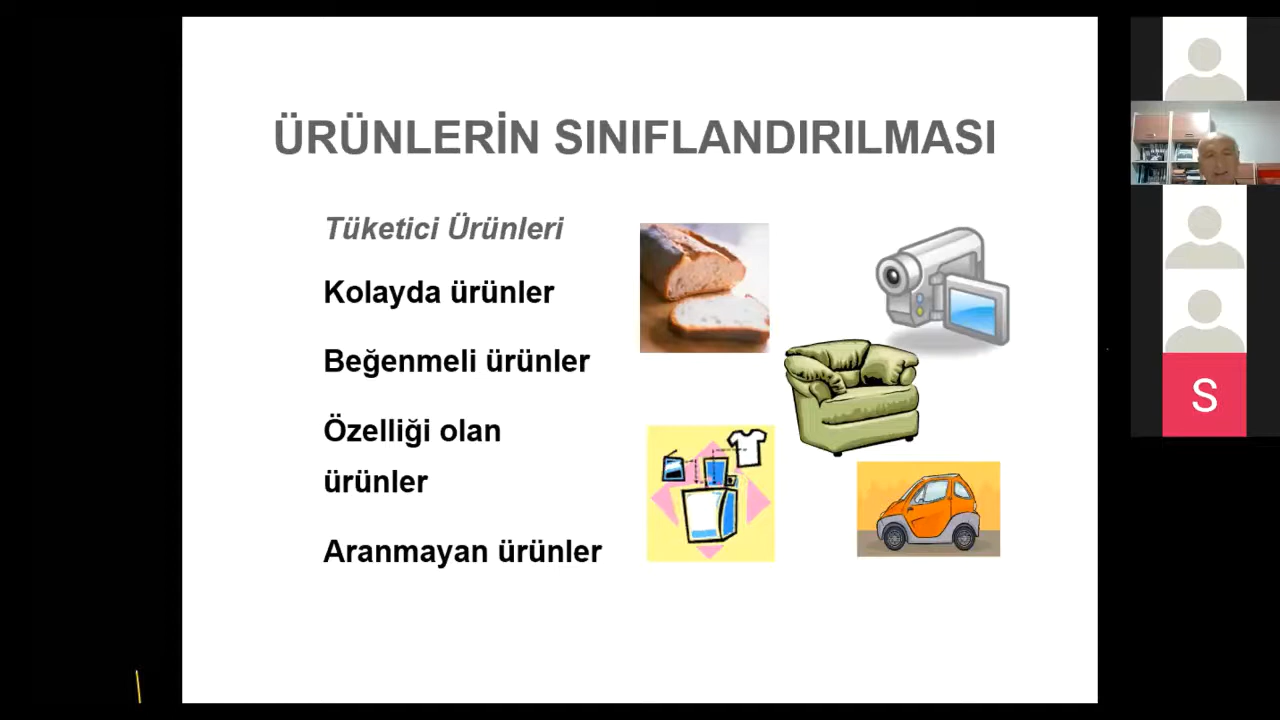 ÜRÜNLERİN SINIFLANDIRILMASI
Tüketici Ürünleri
Kolayda ürünler
Beğenmeli ürünler
Özelliği olan
ürünler
Aranmayan ürünler
S